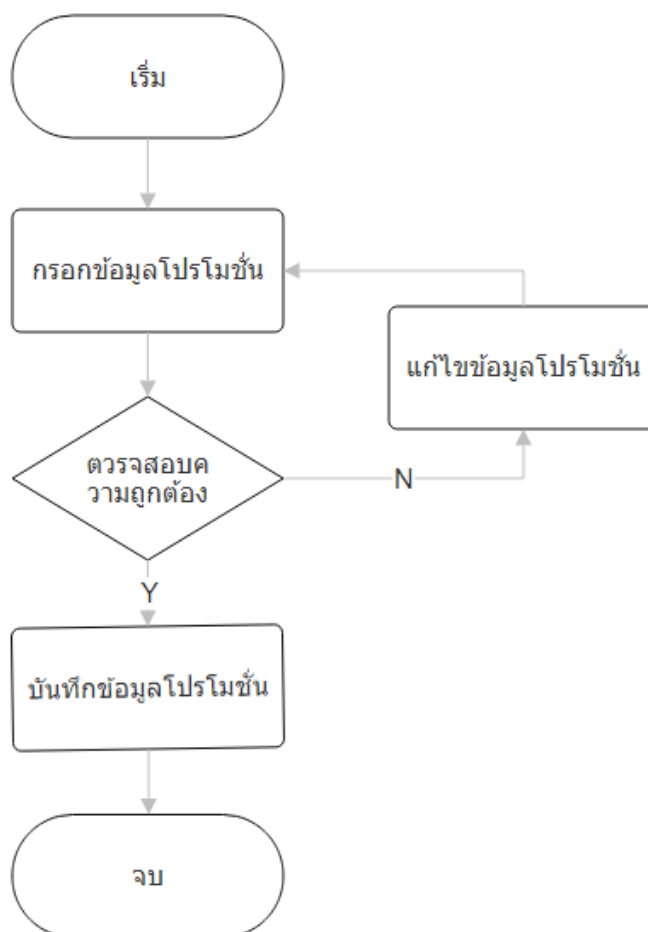 เริ่ม
กรอกข้อมูลโปรโมชั่น
แก้ไขข้อมูลโปรโมชั่น
ตวรจสอบค
วามถูกต้อง
N
Y
บันทึกข้อมูลโปรโมชั่น
จบ